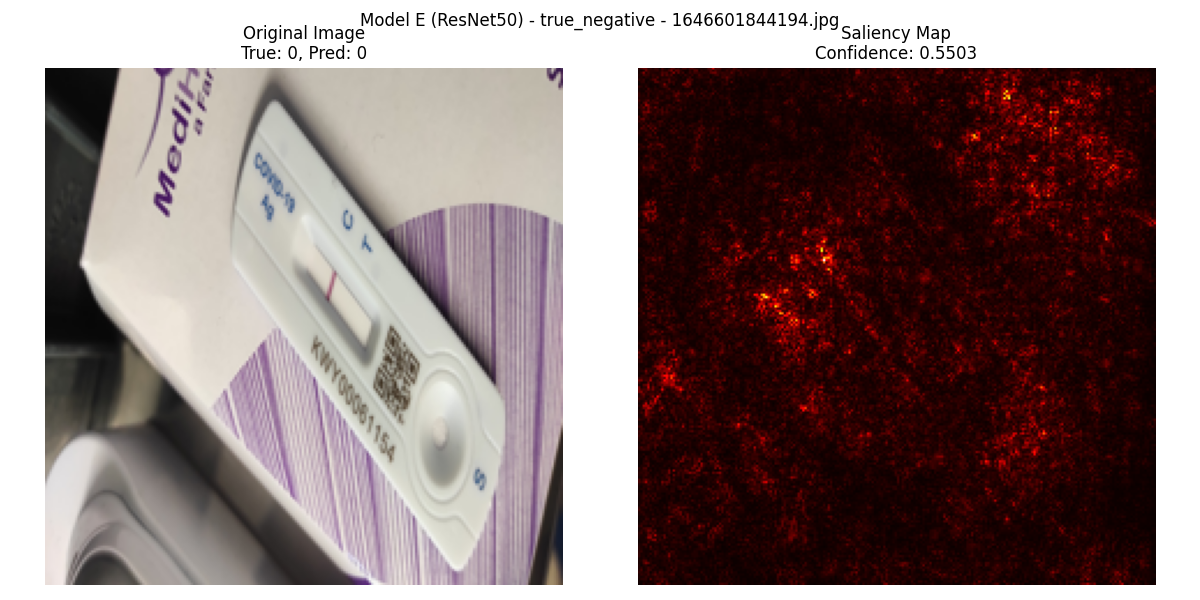 Model E (ResNet50) - true_negative - 1646601844194.jpg
Original Image
True: 0, Pred: 0
Saliency Map
Confidence: 0.5503
MediH
a Far
S
COVID-19
Ag
C
T
KWY00061154
S